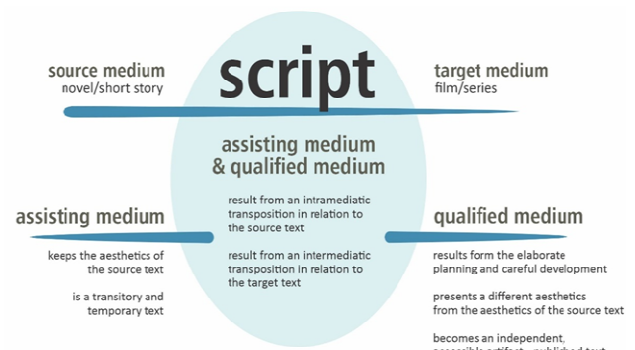 source medium
novel/short story
script
target medium
film/series
assisting medium
& qualified medium
result from an intramediatic
transposition in relation to
the source text
result from an intermediatic
transposition in relation to
the target text
assisting medium
keeps the aesthetics of
the source text
is a transitory and
temporary text
qualified medium
results form the elaborate
planning and careful development
presents a different aesthetics
from the aesthetics of the source text
becomes an independent,